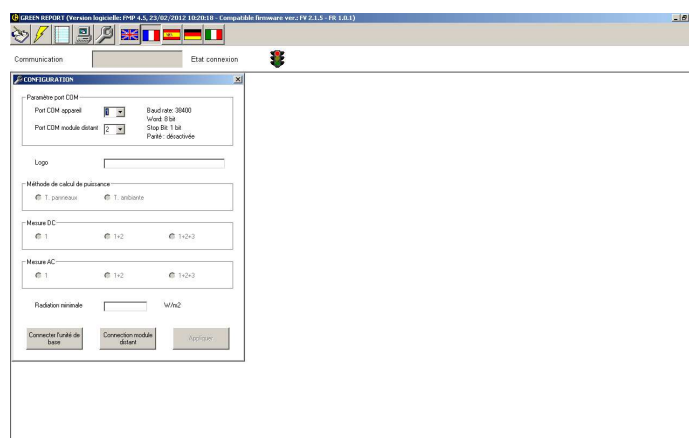 GREEN REPORT (Version logicielle: FMP 4.5, 23/02/2012 10:20:18 - Compatible firmware ver.: FV 2.1.5 - FR 1.0.1)
Communication
Etat connexion
CONFIGURATION
Paramètre port COM
Port COM appareil
1
Baud rate: 38400
Word: 8 bit
Port COM module distant
2
Stop Bit: 1 bit
Parité : désactivée
Logo
Méthode de calcul de puissance
T. panneaux
T. ambiante
Mesure DC
1
1+2
1+2+3
Mesure AC
1
1+2
1+2+3
Radiation minimale
W/m2
Connecter l'unité de
base
Connection module
distant
Appliquer